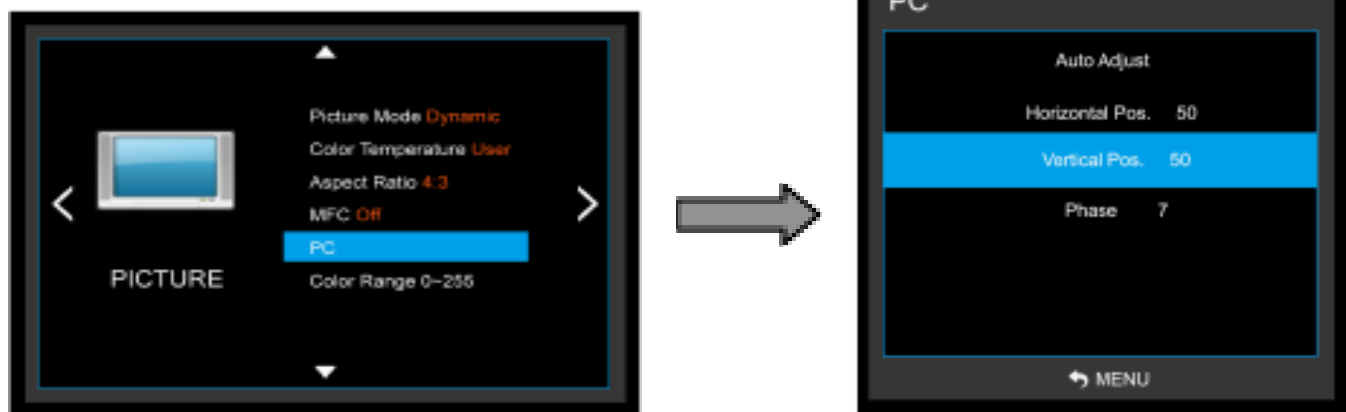 Picture Mode Dynamic
Color Temperature User
Aspect Ratio 4:3
MFC Off
PC
Color Range 0~255
PICTURE
PC
Auto Adjust
Horizontal Pos. 50
Vertical Pos. 50
Phase 7
MENU